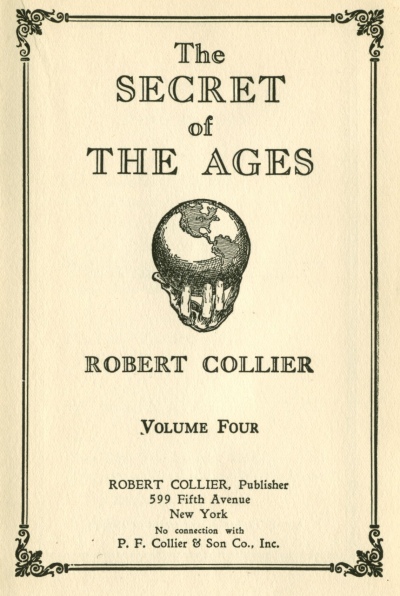 The
SECRET
of
THE AGES
ROBERT COLLIER
VOLUME FOUR
ROBERT COLLIER, Publisher
599 Fifth Avenue
New York
No connection with
P. F. Collier & Son Co., Inc.